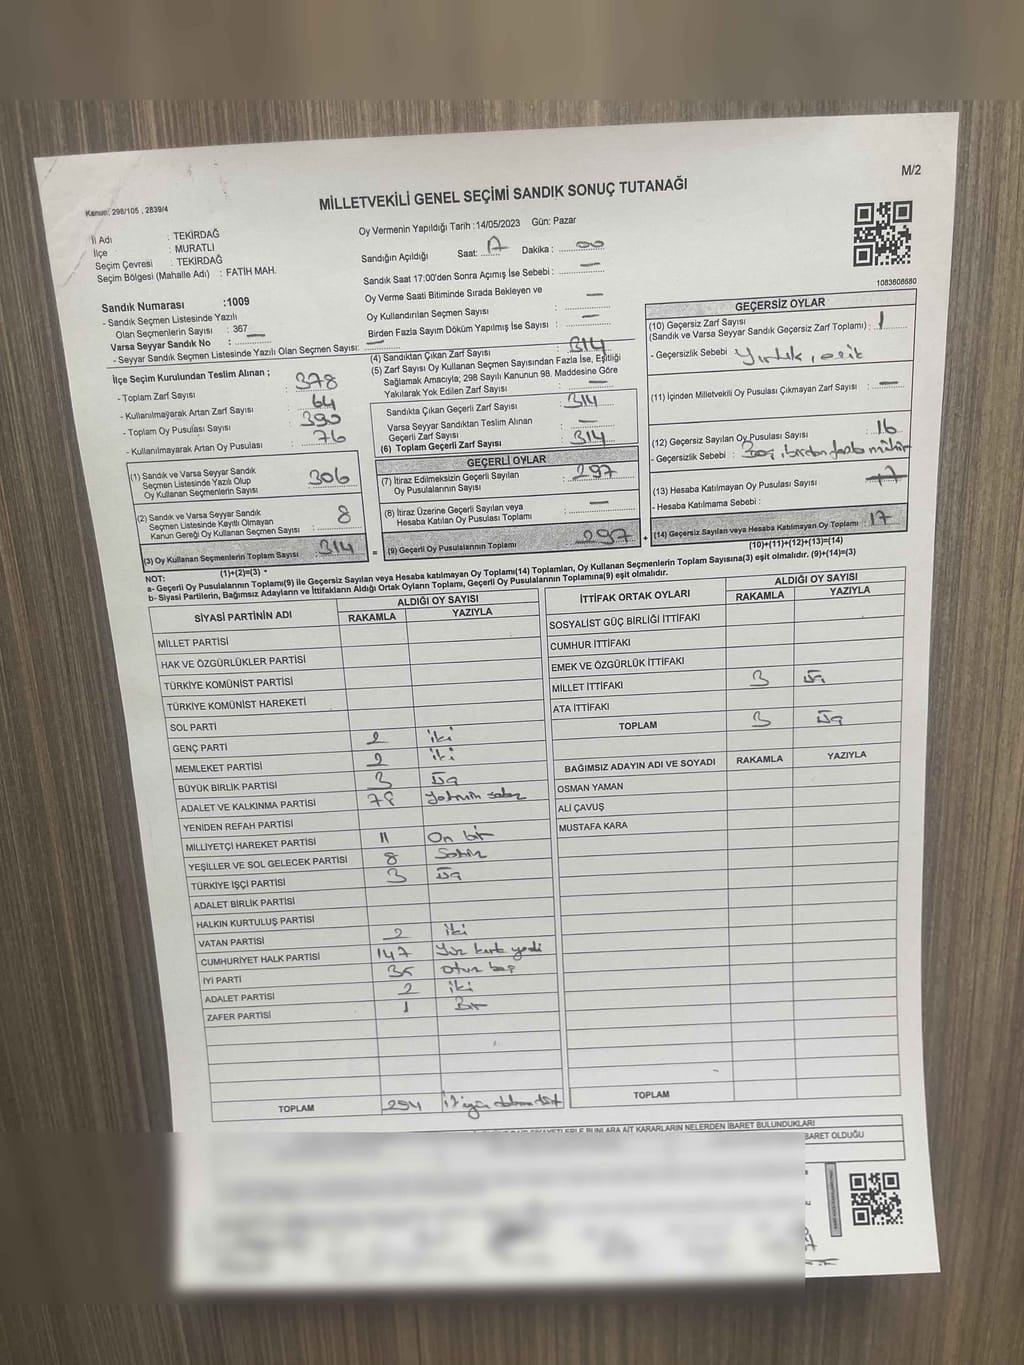 M/2
Kanun: 298/105 , 2839/4
MİLLETVEKİLİ GENEL SEÇİMİ SANDIK SONUÇ TUTANAĞI
İl Adı : TEKİRDAĞ
İlçe : MURATLI
Seçim Çevresi : TEKİRDAĞ
Seçim Bölgesi (Mahalle Adı) : FATİH MAH.
Sandık Numarası :1009
- Sandık Seçmen Listesinde Yazılı
Olan Seçmenlerin Sayısı : 367
Varsa Seyyar Sandık No :
- Seyyar Sandık Seçmen Listesinde Yazılı Olan Seçmen Sayısı:
Oy Vermenin Yapıldığı Tarih :14/05/2023 Gün: Pazar
Sandığın Açıldığı Saat: Dakika : 00
Sandık Saat 17:00'den Sonra Açımış İse Sebebi : —
Oy Verme Saati Bitiminde Sırada Bekleyen ve
Oy Kullandırılan Seçmen Sayısı : —
Birden Fazla Sayım Döküm Yapılmış İse Sayısı : —
1083608680
İlçe Seçim Kurulundan Teslim Alınan ;
- Toplam Zarf Sayısı : 378
- Kullanılmayarak Artan Zarf Sayısı : 64
- Toplam Oy Pusulası Sayısı : 390
- Kullanılmayarak Artan Oy Pusulası : 76
(1) Sandık ve Varsa Seyyar Sandık
Seçmen Listesinde Yazılı Olup
Oy Kullanan Seçmenlerin Sayısı : 306
(2) Sandık ve Varsa Seyyar Sandık
Seçmen Listesinde Kayıtlı Olmayan
Kanun Gereği Oy Kullanan Seçmen Sayısı : 8
(3) Oy Kullanan Seçmenlerin Toplam Sayısı : 314
(1)+(2)=(3)
(4) Sandıktan Çıkan Zarf Sayısı : 314
(5) Zarf Sayısı Oy Kullanan Seçmen Sayısından Fazla İse, Eşitliği
Sağlamak Amacıyla; 298 Sayılı Kanunun 98. Maddesine Göre
Yakılarak Yok Edilen Zarf Sayısı : —
Sandıkta Çıkan Geçerli Zarf Sayısı : 314
Varsa Seyyar Sandıktan Teslim Alınan
Geçerli Zarf Sayısı : —
(6) Toplam Geçerli Zarf Sayısı : 314
GEÇERLİ OYLAR
(7) İtiraz Edilmeksizin Geçerli Sayılan
Oy Pusulalarının Sayısı : 297
(8) İtiraz Üzerine Geçerli Sayılan veya
Hesaba Katılan Oy Pusulası Toplamı : —
= (9) Geçerli Oy Pusulalarının Toplamı : 297
GEÇERSİZ OYLAR
(10) Geçersiz Zarf Sayısı
(Sandık ve Varsa Seyyar Sandık Geçersiz Zarf Toplamı) : 1
- Geçersizlik Sebebi : Yırtık,
(11) İçinden Milletvekili Oy Pusulası Çıkmayan Zarf Sayısı : —
(12) Geçersiz Sayılan Oy Pusulası Sayısı : 16
- Geçersizlik Sebebi : Boş, birden fazla mühür
(13) Hesaba Katılmayan Oy Pusulası Sayısı :
- Hesaba Katılmama Sebebi :
+ (14) Geçersiz Sayılan veya Hesaba Katılmayan Oy Toplamı : 17
(10)+(11)+(12)+(13)=(14)
NOT:
a- Geçerli Oy Pusulalarının Toplamı(9) ile Geçersiz Sayılan veya Hesaba katılmayan Oy Toplamı(14) Toplamları, Oy Kullanan Seçmenlerin Toplam Sayısına(3) eşit olmalıdır. (9)+(14)=(3)
b- Siyasi Partilerin, Bağımsız Adayların ve İttifakların Aldığı Ortak Oyların Toplamı, Geçerli Oy Pusulalarının Toplamına(9) eşit olmalıdır.
SİYASİ PARTİNİN ADI ALDIĞI OY SAYISI
RAKAMLA YAZIYLA
MİLLET PARTİSİ
HAK VE ÖZGÜRLÜKLER PARTİSİ
TÜRKİYE KOMÜNİST PARTİSİ
TÜRKİYE KOMÜNİST HAREKETİ
SOL PARTİ
GENÇ PARTİ 2 iki
MEMLEKET PARTİSİ 2 iki
BÜYÜK BİRLİK PARTİSİ 3 Üç
ADALET VE KALKINMA PARTİSİ 78 Yetmiş sekiz
YENİDEN REFAH PARTİSİ
MİLLİYETÇİ HAREKET PARTİSİ 11 On bir
YEŞİLLER VE SOL GELECEK PARTİSİ 8 Sekiz
TÜRKİYE İŞÇİ PARTİSİ 3 Üç
ADALET BİRLİK PARTİSİ
HALKIN KURTULUŞ PARTİSİ
VATAN PARTİSİ 2 iki
CUMHURİYET HALK PARTİSİ 147 Yüz kırk yedi
İYİ PARTİ 35 otuz beş
ADALET PARTİSİ 2 iki
ZAFER PARTİSİ 1 Bir
TOPLAM 294 İki yüz doksan dört
İTTİFAK ORTAK OYLARI ALDIĞI OY SAYISI
RAKAMLA YAZIYLA
SOSYALİST GÜÇ BİRLİĞİ İTTİFAKI
CUMHUR İTTİFAKI
EMEK VE ÖZGÜRLÜK İTTİFAKI
MİLLET İTTİFAKI 3 Üç
ATA İTTİFAKI
TOPLAM 3 Üç
BAĞIMSIZ ADAYIN ADI VE SOYADI RAKAMLA YAZIYLA
OSMAN YAMAN
ALİ ÇAVUŞ
MUSTAFA KARA
TOPLAM
BUNLARA AİT KARARLARIN NELERDEN İBARET BULUNDUKLARI
BARET OLDUĞU